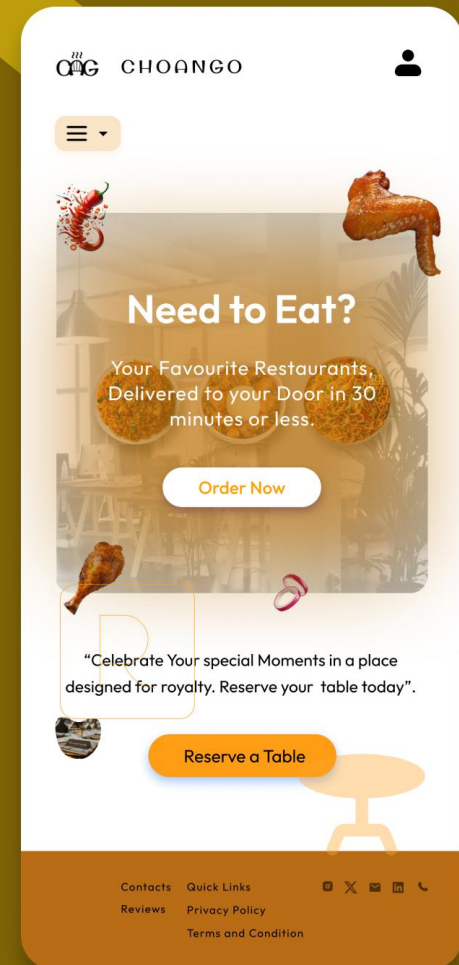 CHOANGO
Need to Eat?
Your Favourite Restaurants,
Delivered to your Door in 30
minutes or less.
Order Now
R
“Celebrate Your special Moments in a place
designed for royalty. Reserve your table today”.
Reserve a Table
Contacts Quick Links
Reviews Privacy Policy
Terms and Condition